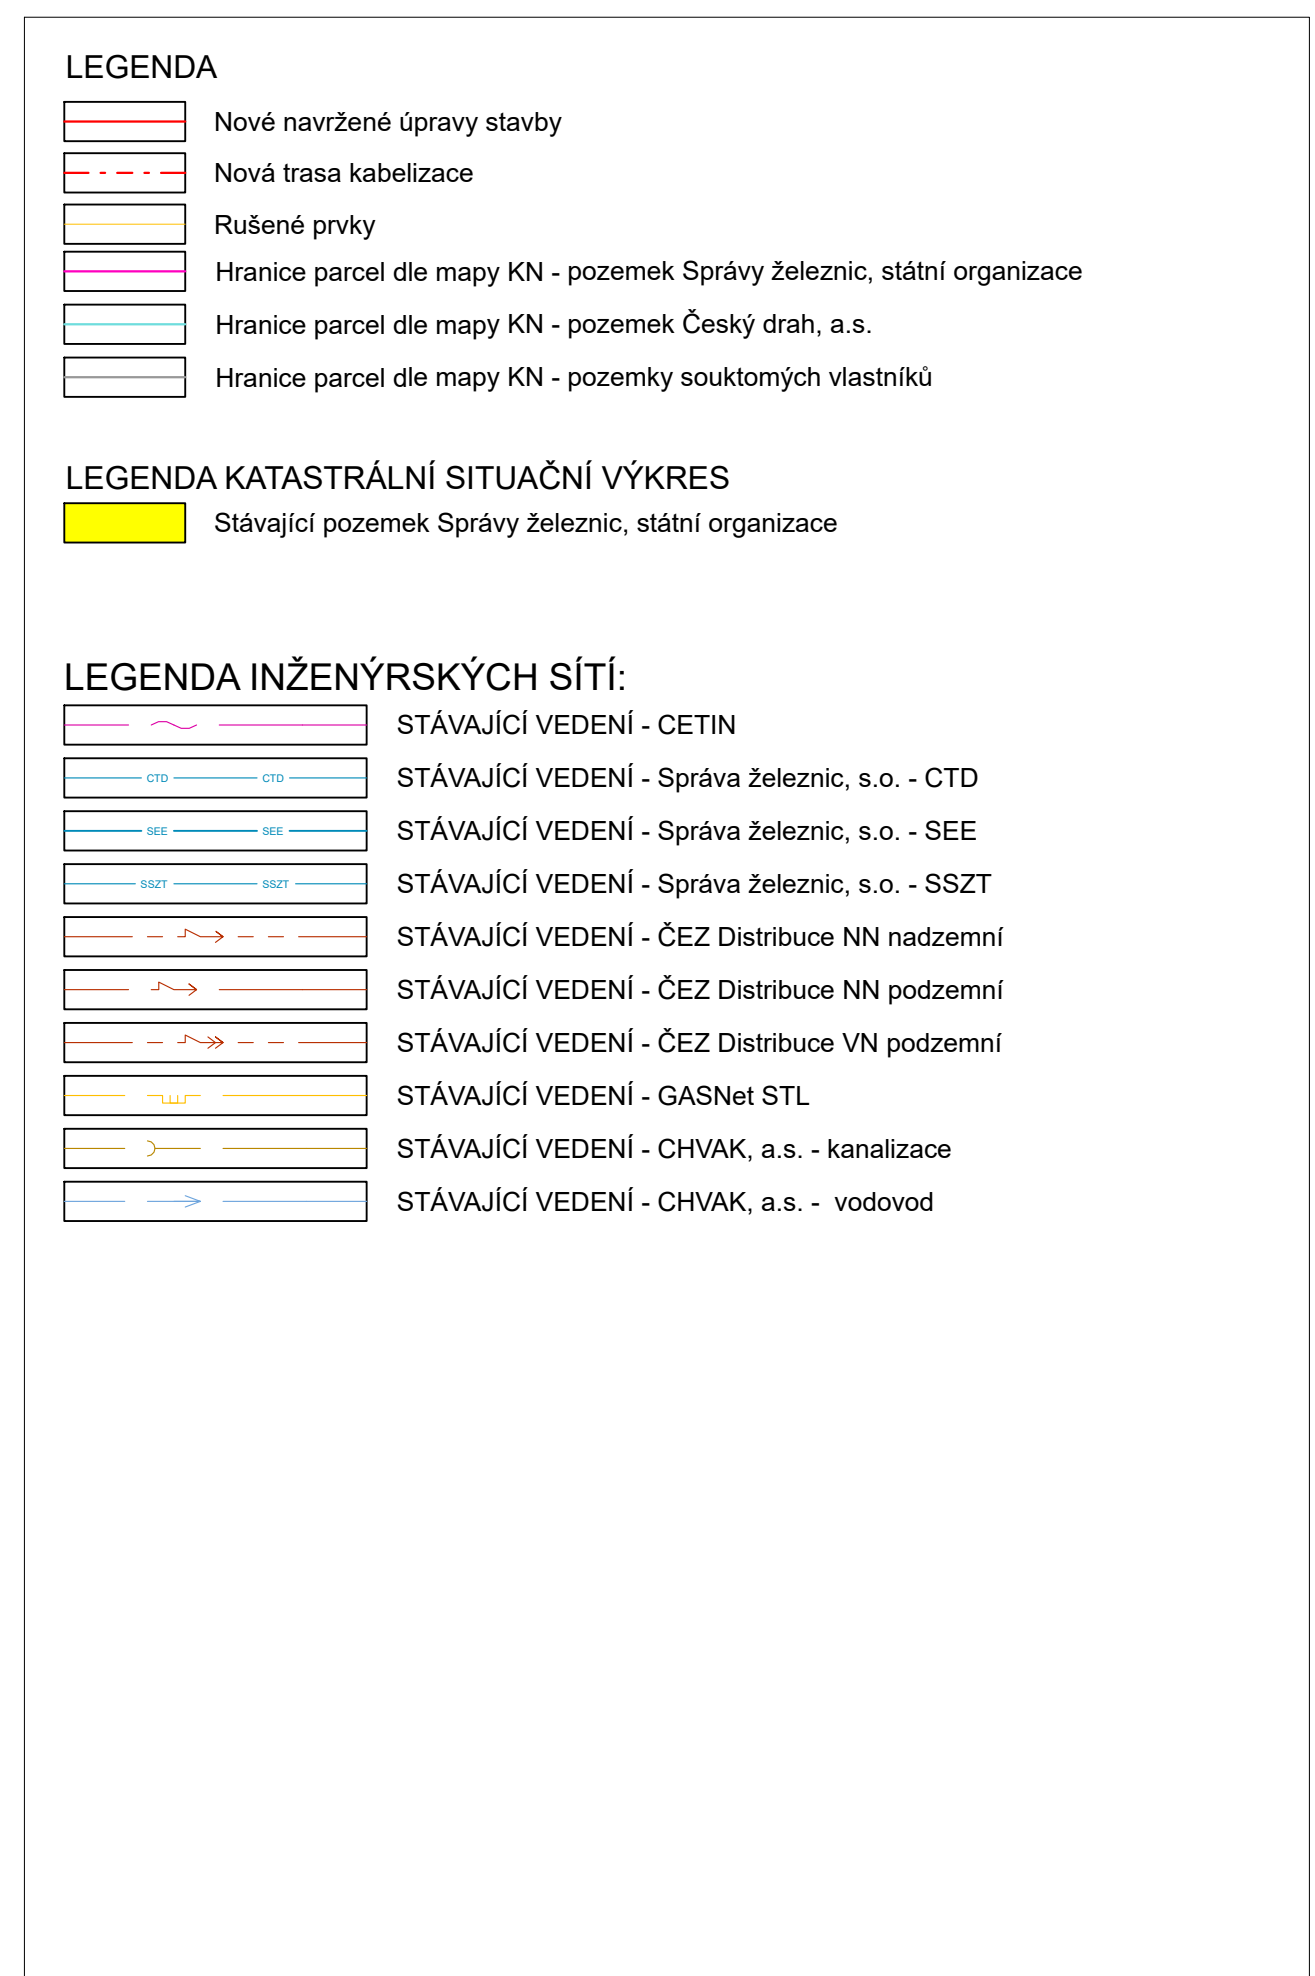 LEGENDA
Nové navržené úpravy stavby
Nová trasa kabelizace
Rušené prvky
Hranice parcel dle mapy KN - pozemek Správy železnic, státní organizace
Hranice parcel dle mapy KN - pozemek Český drah, a.s.
Hranice parcel dle mapy KN - pozemky souktomých vlastníků
LEGENDA KATASTRÁLNÍ SITUAČNÍ VÝKRES
Stávající pozemek Správy železnic, státní organizace
LEGENDA INŽENÝRSKÝCH SÍTÍ:
STÁVAJÍCÍ VEDENÍ - CETIN
CTD CTD STÁVAJÍCÍ VEDENÍ - Správa železnic, s.o. - CTD
SEE SEE STÁVAJÍCÍ VEDENÍ - Správa železnic, s.o. - SEE
SSZT SSZT STÁVAJÍCÍ VEDENÍ - Správa železnic, s.o. - SSZT
STÁVAJÍCÍ VEDENÍ - ČEZ Distribuce NN nadzemní
STÁVAJÍCÍ VEDENÍ - ČEZ Distribuce NN podzemní
STÁVAJÍCÍ VEDENÍ - ČEZ Distribuce VN podzemní
STÁVAJÍCÍ VEDENÍ - GASNet STL
STÁVAJÍCÍ VEDENÍ - CHVAK, a.s. - kanalizace
STÁVAJÍCÍ VEDENÍ - CHVAK, a.s. - vodovod